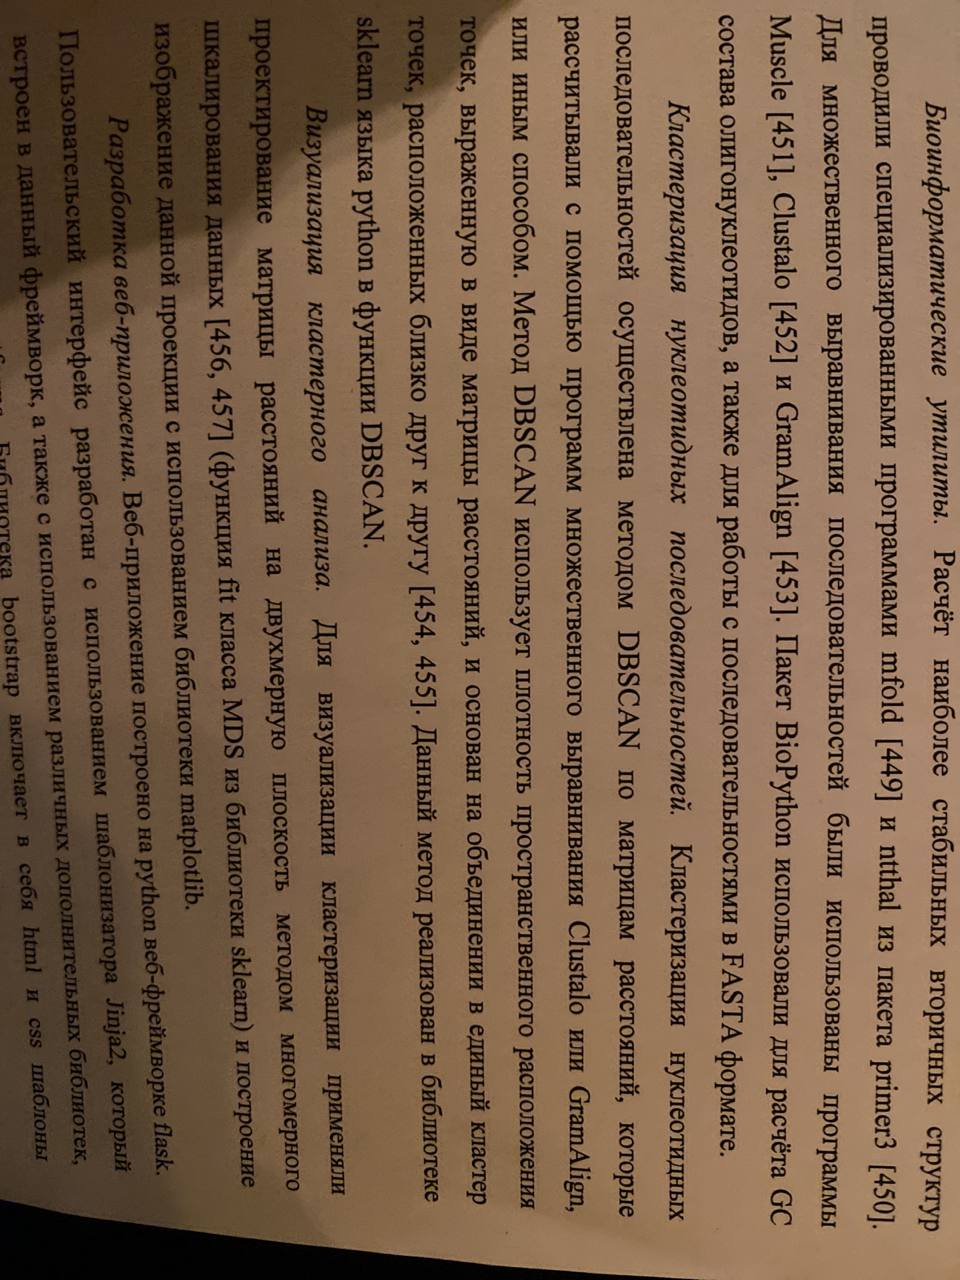 Биоинформатические утилиты. Расчёт наиболее стабильных вторичных структур
проводили специализированными программами mfold [449] и ntthal из пакета primer3 [450].
Для множественного выравнивания последовательностей были использованы программы
Muscle [451], Clustalo [452] и GramAlign [453]. Пакет BioPython использовали для расчёта GC
состава олигонуклеотидов, а также для работы с последовательностями в FASTA формате.
Кластеризация нуклеотидных последовательностей. Кластеризация нуклеотидных
последовательностей осуществлена методом DBSCAN по матрицам расстояний, которые
рассчитывали с помощью программ множественного выравнивания Clustalo или GramAlign,
или иным способом. Метод DBSCAN использует плотность пространственного расположения
точек, выраженную в виде матрицы расстояний, и основан на объединении в единый кластер
точек, расположенных близко друг к другу [454, 455]. Данный метод реализован в библиотеке
sklearn языка python в функции DBSCAN.
Визуализация кластерного анализа. Для визуализации кластеризации применяли
проектирование матрицы расстояний на двухмерную плоскость методом многомерного
шкалирования данных [456, 457] (функция fit класса MDS из библиотеки sklearn) и построение
изображение данной проекции с использованием библиотеки matplotlib.
Разработка веб-приложения. Веб-приложение построено на python веб-фреймворке flask.
Пользовательский интерфейс разработан с использованием шаблонизатора Jinja2, который
встроен в данный фреймворк, а также с использованием различных дополнительных библиотек,
Библиотека bootstrap включает в себя html и css шаблоны